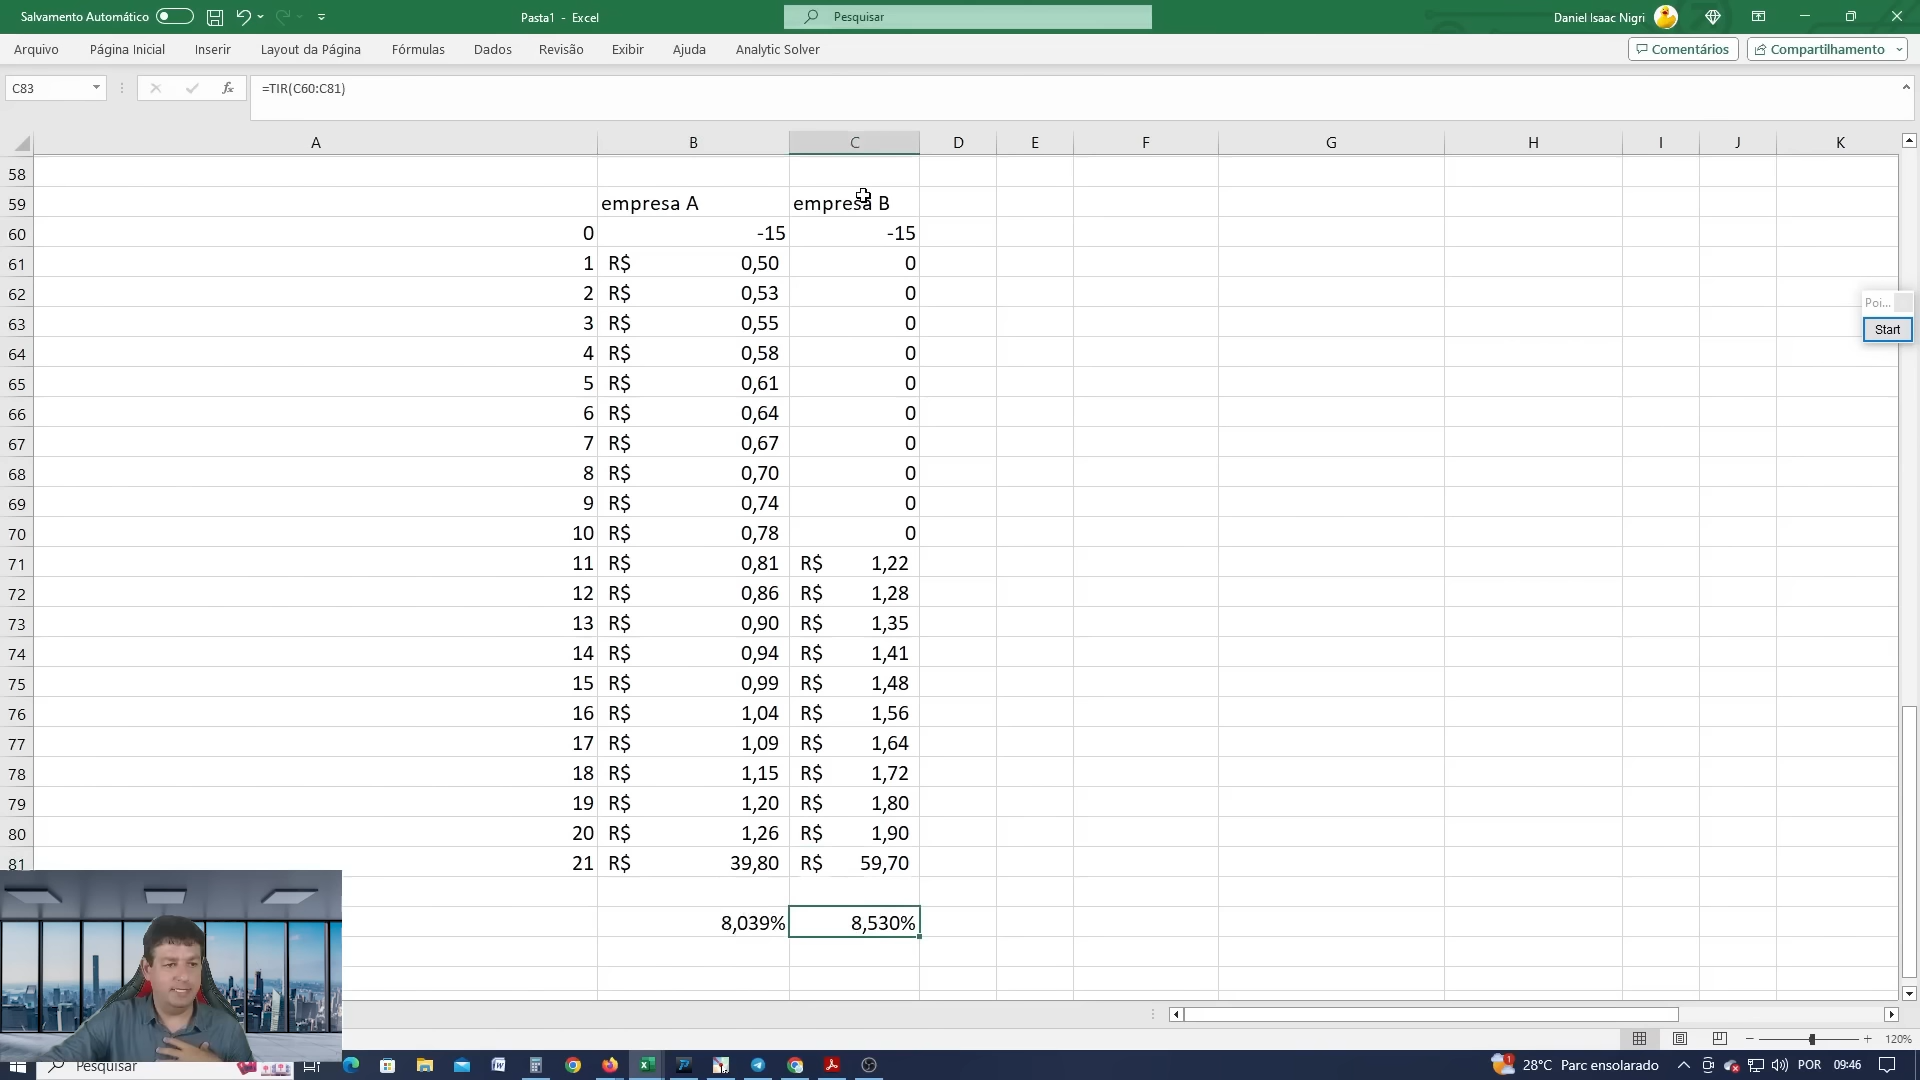 Salvamento Automático
Pasta1 - Excel
Pesquisar
Daniel Isaac Nigri
Arquivo Página Inicial Inserir Layout da Página Fórmulas Dados Revisão Exibir Ajuda Analytic Solver
Comentários Compartilhamento
C83 fx =TIR(C60:C81)
A B C D E F G H I J K
58
59 empresa A empresa B
60 0 -15 -15
61 1 R$ 0,50 0
62 2 R$ 0,53 0
63 3 R$ 0,55 0
64 4 R$ 0,58 0
65 5 R$ 0,61 0
66 6 R$ 0,64 0
67 7 R$ 0,67 0
68 8 R$ 0,70 0
69 9 R$ 0,74 0
70 10 R$ 0,78 0
71 11 R$ 0,81 R$ 1,22
72 12 R$ 0,86 R$ 1,28
73 13 R$ 0,90 R$ 1,35
74 14 R$ 0,94 R$ 1,41
75 15 R$ 0,99 R$ 1,48
76 16 R$ 1,04 R$ 1,56
77 17 R$ 1,09 R$ 1,64
78 18 R$ 1,15 R$ 1,72
79 19 R$ 1,20 R$ 1,80
80 20 R$ 1,26 R$ 1,90
81 21 R$ 39,80 R$ 59,70
8,039% 8,530%
Poi...
Start
120%
Pesquisar
28°C Parc ensolarado
POR 09:46